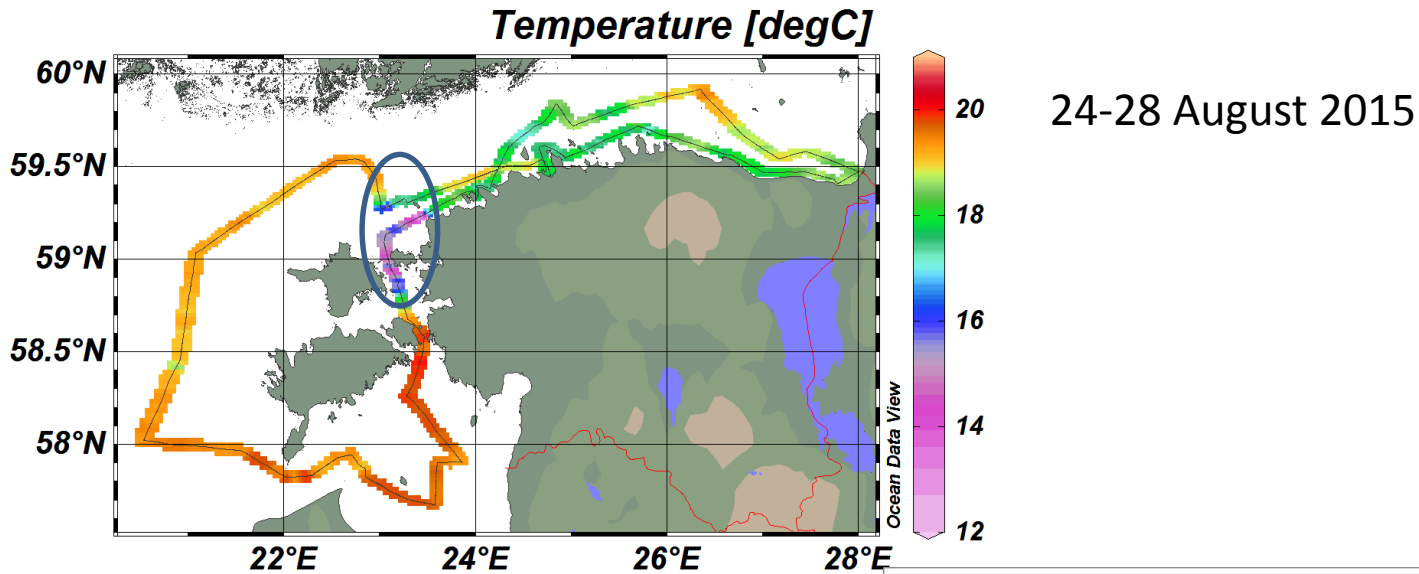 Temperature [degC]
24-28 August 2015
60°N
59.5°N
59°N
58.5°N
58°N
22°E
24°E
26°E
28°E
20
18
16
14
12
Ocean Data View